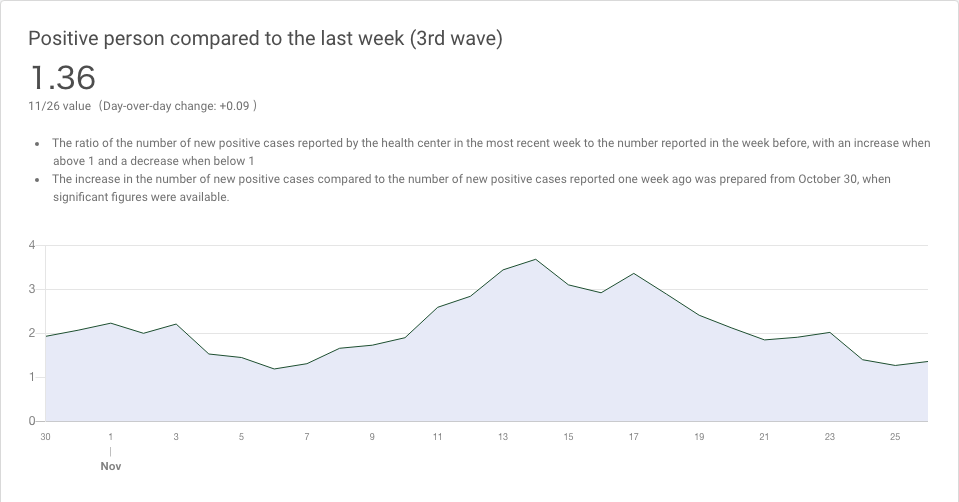 Positive person compared to the last week (3rd wave)
1.36
11/26 value（Day-over-day change: +0.09 ）
• The ratio of the number of new positive cases reported by the health center in the most recent week to the number reported in the week before, with an increase when
above 1 and a decrease when below 1
• The increase in the number of new positive cases compared to the number of new positive cases reported one week ago was prepared from October 30, when
significant figures were available.
4
3
2
1
0
30 1 3 5 7 9 11 13 15 17 19 21 23 25
Nov